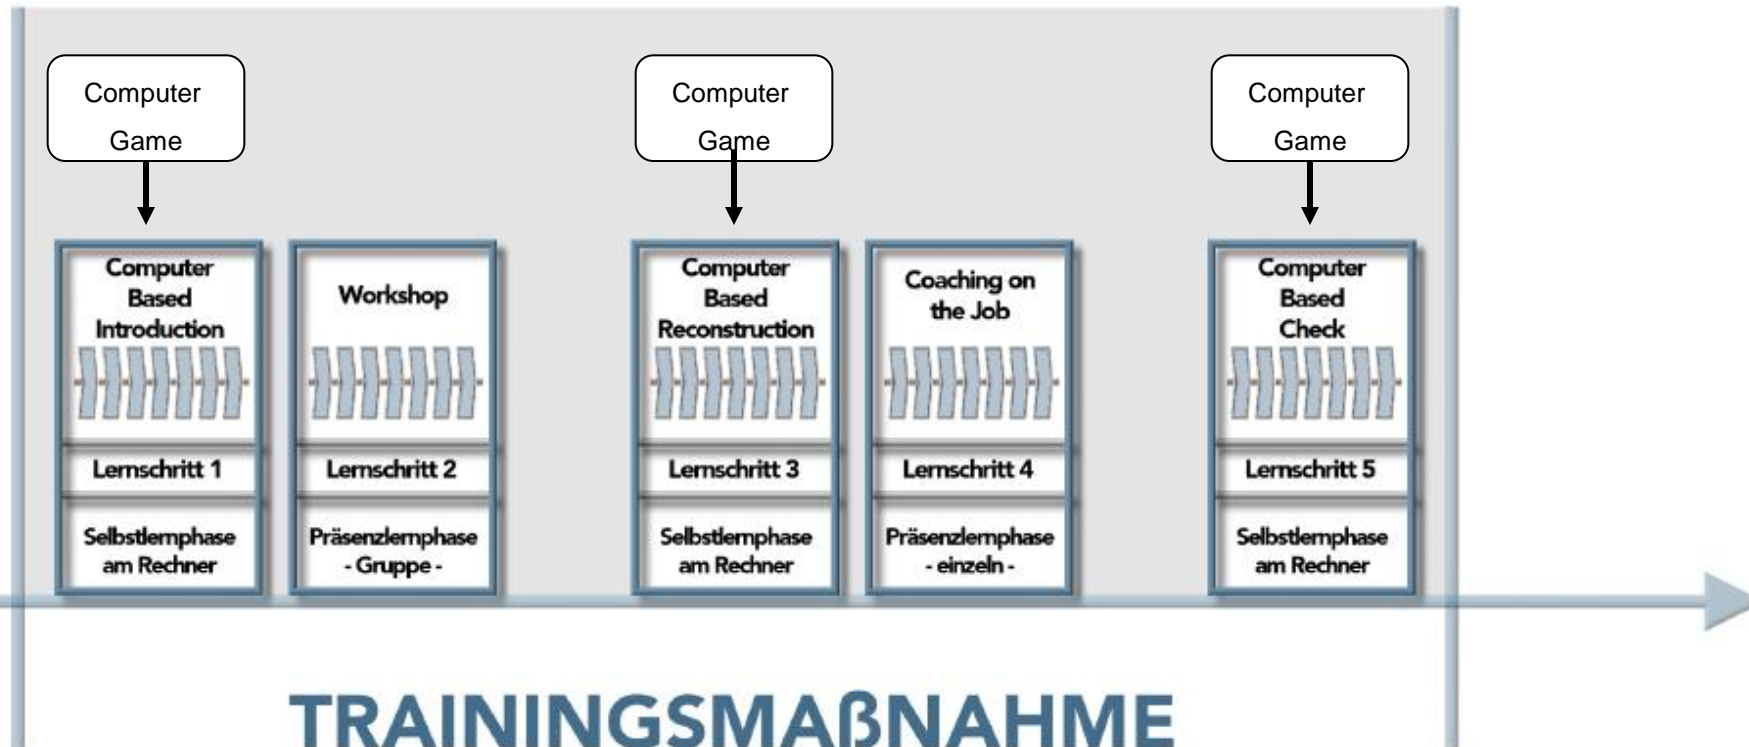 Computer
Game
Computer
Game
Computer
Game
Computer
Based
Introduction
Lernschritt 1
Selbstlernphase
am Rechner
Workshop
Lernschritt 2
Präsenzlernphase
- Gruppe -
Computer
Based
Reconstruction
Lernschritt 3
Selbstlernphase
am Rechner
Coaching on
the Job
Lernschritt 4
Präsenzlernphase
- einzeln -
Computer
Based
Check
Lernschritt 5
Selbstlernphase
am Rechner
TRAININGSMAßNAHME